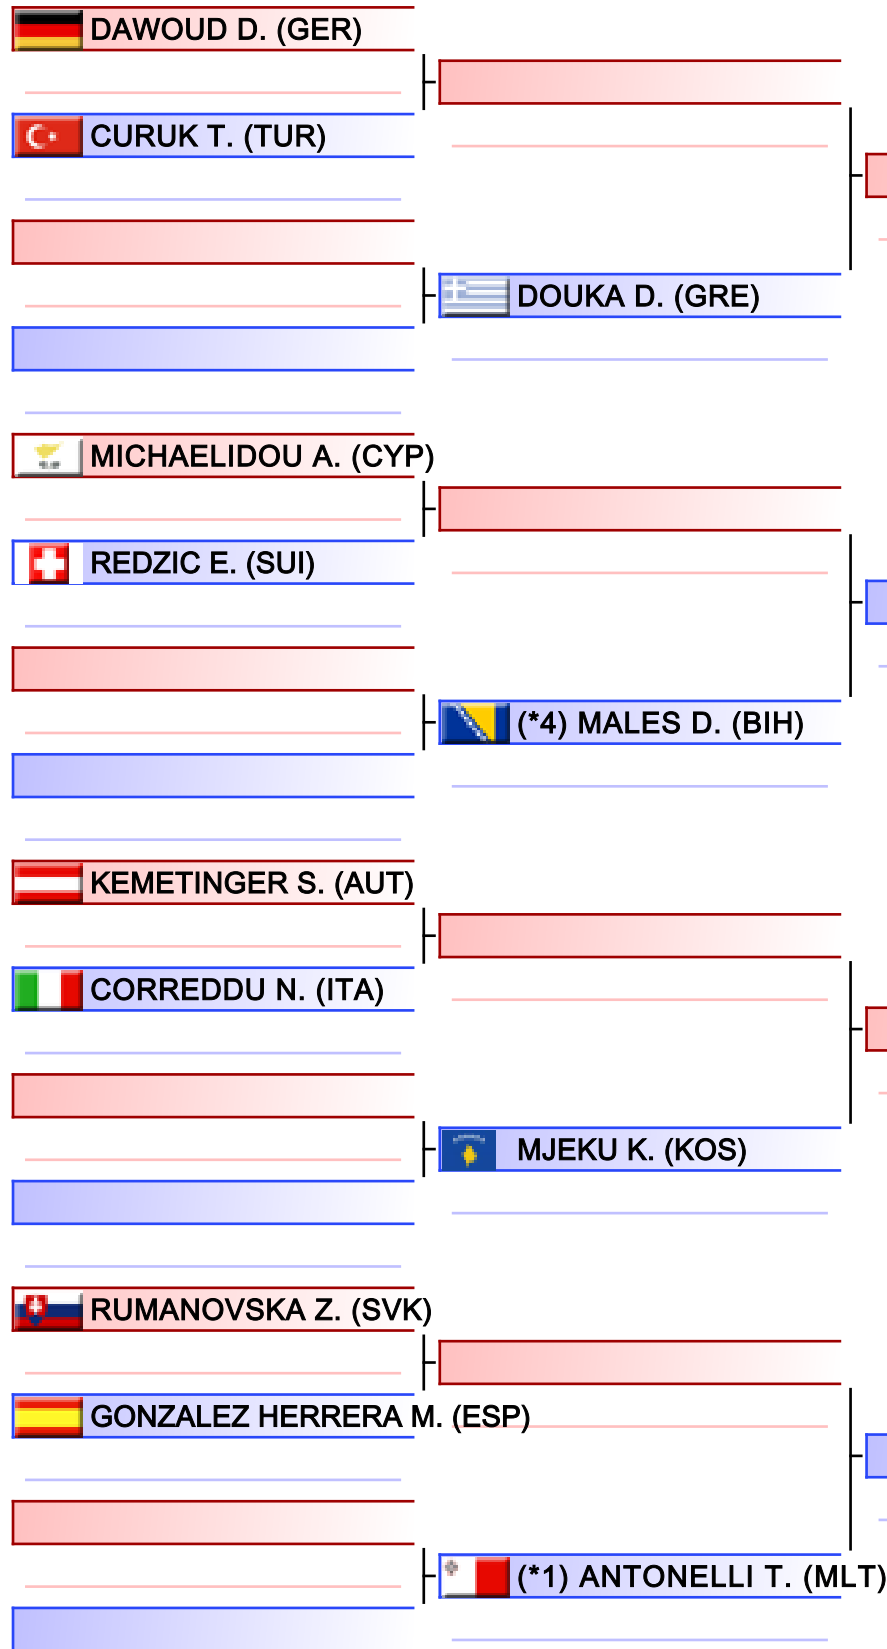 DAWOUD D. (GER)
CURUK T. (TUR)
DOUKA D. (GRE)
MICHAELIDOU A. (CYP)
REDZIC E. (SUI)
(*4) MALES D. (BIH)
KEMETINGER S. (AUT)
CORREDDU N. (ITA)
MJEKU K. (KOS)
RUMANOVSKA Z. (SVK)
GONZALEZ HERRERA M. (ESP)
(*1) ANTONELLI T. (MLT)